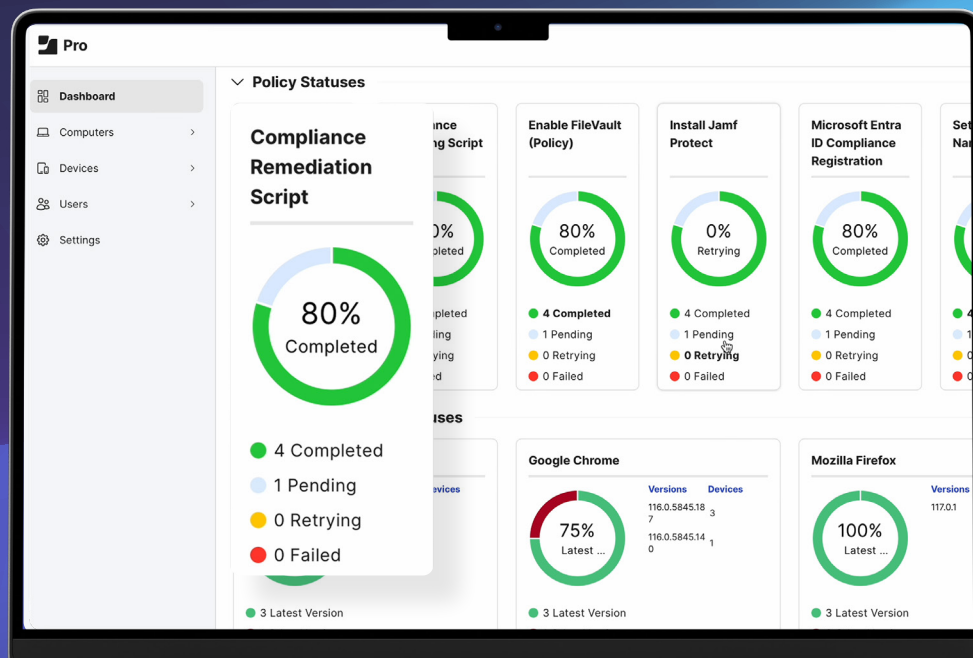 Pro
Dashboard
Computers
Devices
Users
Settings
Policy Statuses
Compliance
Remediation
Script
80%
Completed
4 Completed
1 Pending
0 Retrying
0 Failed
Enable FileVault
(Policy)
80%
Completed
4 Completed
1 Pending
0 Retrying
0 Failed
Install Jamf
Protect
0%
Retrying
4 Completed
1 Pending
0 Retrying
0 Failed
Microsoft Entra
ID Compliance
Registration
80%
Completed
4 Completed
1 Pending
0 Retrying
0 Failed
3 Latest Version
Google Chrome
Versions Devices
116.0.5845.18
7
3
116.0.5845.14
0
1
75%
Latest ...
3 Latest Version
Mozilla Firefox
Versions
117.0.1
100%
Latest ...
3 Latest Version